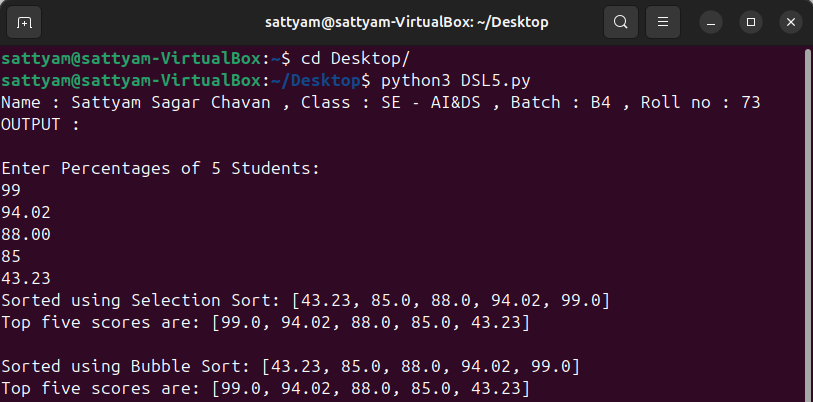 sattyam@sattyam-VirtualBox: ~/Desktop
sattyam@sattyam-VirtualBox:~$ cd Desktop/
sattyam@sattyam-VirtualBox:~/Desktop$ python3 DSL5.py
Name : Sattyam Sagar Chavan , Class : SE - AI&DS , Batch : B4 , Roll no : 73
OUTPUT :
Enter Percentages of 5 Students:
99
94.02
88.00
85
43.23
Sorted using Selection Sort: [43.23, 85.0, 88.0, 94.02, 99.0]
Top five scores are: [99.0, 94.02, 88.0, 85.0, 43.23]
Sorted using Bubble Sort: [43.23, 85.0, 88.0, 94.02, 99.0]
Top five scores are: [99.0, 94.02, 88.0, 85.0, 43.23]